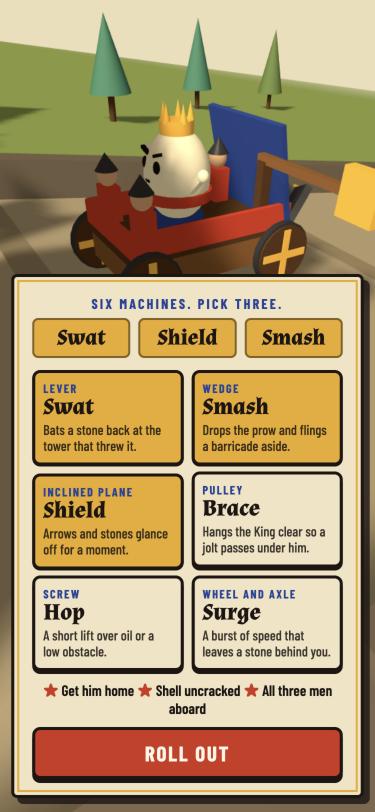 SIX MACHINES. PICK THREE.
Swat
Shield
Smash
LEVER
Swat
Bats a stone back at the
tower that threw it.
WEDGE
Smash
Drops the prow and flings
a barricade aside.
INCLINED PLANE
Shield
Arrows and stones glance
off for a moment.
PULLEY
Brace
Hangs the King clear so a
jolt passes under him.
SCREW
Hop
A short lift over oil or a
low obstacle.
WHEEL AND AXLE
Surge
A burst of speed that
leaves a stone behind you.
★ Get him home ★ Shell uncracked ★ All three men
aboard
ROLL OUT